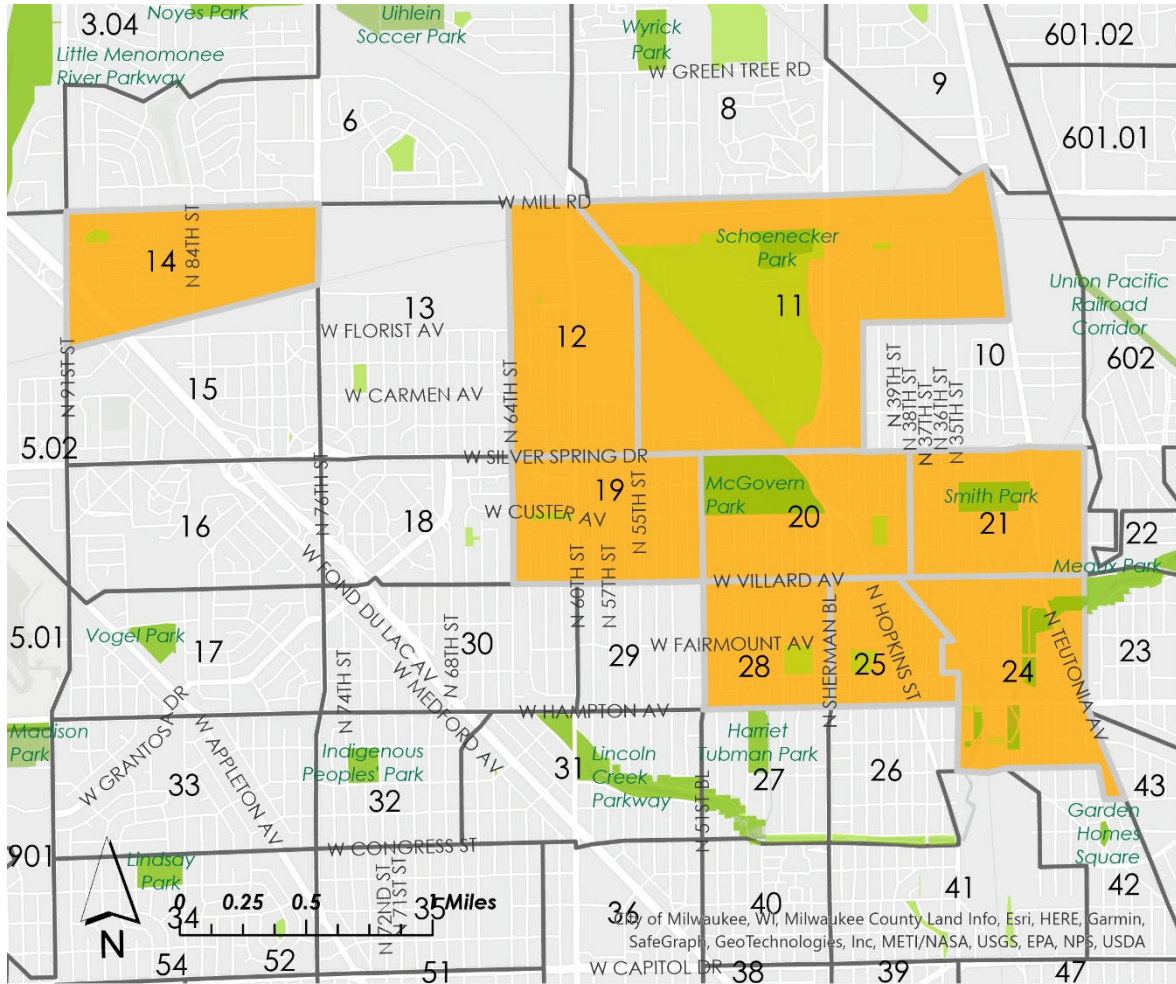 Noyes Park
3.04
Uihlein
Soccer Park
Wyrick
Park
601.02
Little Menomonee
River Parkway
W GREEN TREE RD
9
8
6
601.01
W MILL RD
N 84TH ST
14
Schoenecker
Park
11
13
Union Pacific
Railroad
Corridor
602
W FLORIST AV
12
10
N 91ST ST
15
W CARMEN AV
N 64TH ST
N 39TH ST
N 38TH ST
N 37TH ST
N 36TH ST
N 35TH ST
5.02
W SILVER SPRING DR
N 76TH ST
19
N 55TH ST
McGovern
Park
Smith Park
16
18
W CUSTER AV
20
21
22
W FOND DU LAC AV
N 60TH ST
N 57TH ST
W VILLARD AV
Meaux Park
5.01
Vogel Park
17
N 68TH ST
30
29
W FAIRMOUNT AV
28
N SHERMAN BL
25
N HOPKINS ST
24
N TEUTONIA AV
23
N 74TH ST
W MEDFORD AV
W HAMPTON AV
Madison
Park
W GRANTOSA DR
W APPLETON AV
33
Indigenous
Peoples' Park
32
31
Lincoln
Creek
Parkway
N 51ST BL
Harriet
Tubman Park
27
26
43
Garden
Homes
Square
W CONGRESS ST
901
Lindsay
Park
34
N
0 0.25 0.5 1 Miles
N 72ND ST
N 71ST ST
35
36
40
41
42
City of Milwaukee, WI, Milwaukee County Land Info, Esri, HERE, Garmin,
SafeGraph, GeoTechnologies, Inc, METI/NASA, USGS, EPA, NPS, USDA
54
52
51
W CAPITOL DR
38
39
47